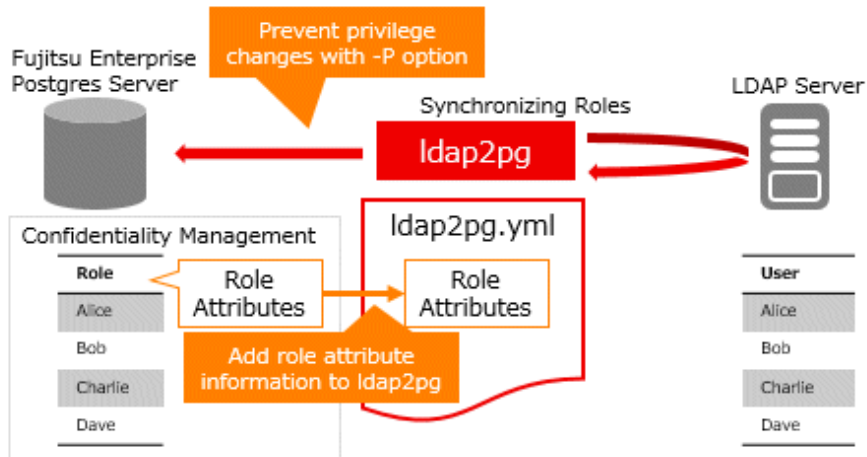 Prevent privilege
changes with -P option
Fujitsu Enterprise
Postgres Server
Synchronizing Roles
LDAP Server
ldap2pg
Confidentiality Management
ldap2pg.yml
Role
Role
Attributes
Role
Attributes
User
Alice
Alice
Bob
Bob
Add role attribute
information to ldap2pg
Charlie
Charlie
Dave
Dave